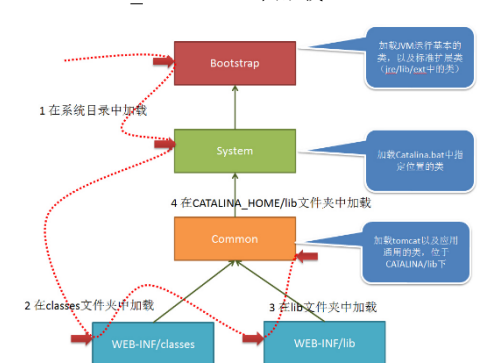 Bootstrap
加载JVM运行基本的
类，以及标准扩展类
（jre/lib/ext中的类）
1 在系统目录中加载
System
加载Catalina.bat中指
定位置的类
4 在CATALINA_HOME/lib文件夹中加载
Common
加载tomcat以及应用
通用的类，位于
CATALINA/lib下
2 在classes文件夹中加载
3 在lib文件夹中加载
WEB-INF/classes
WEB-INF/lib